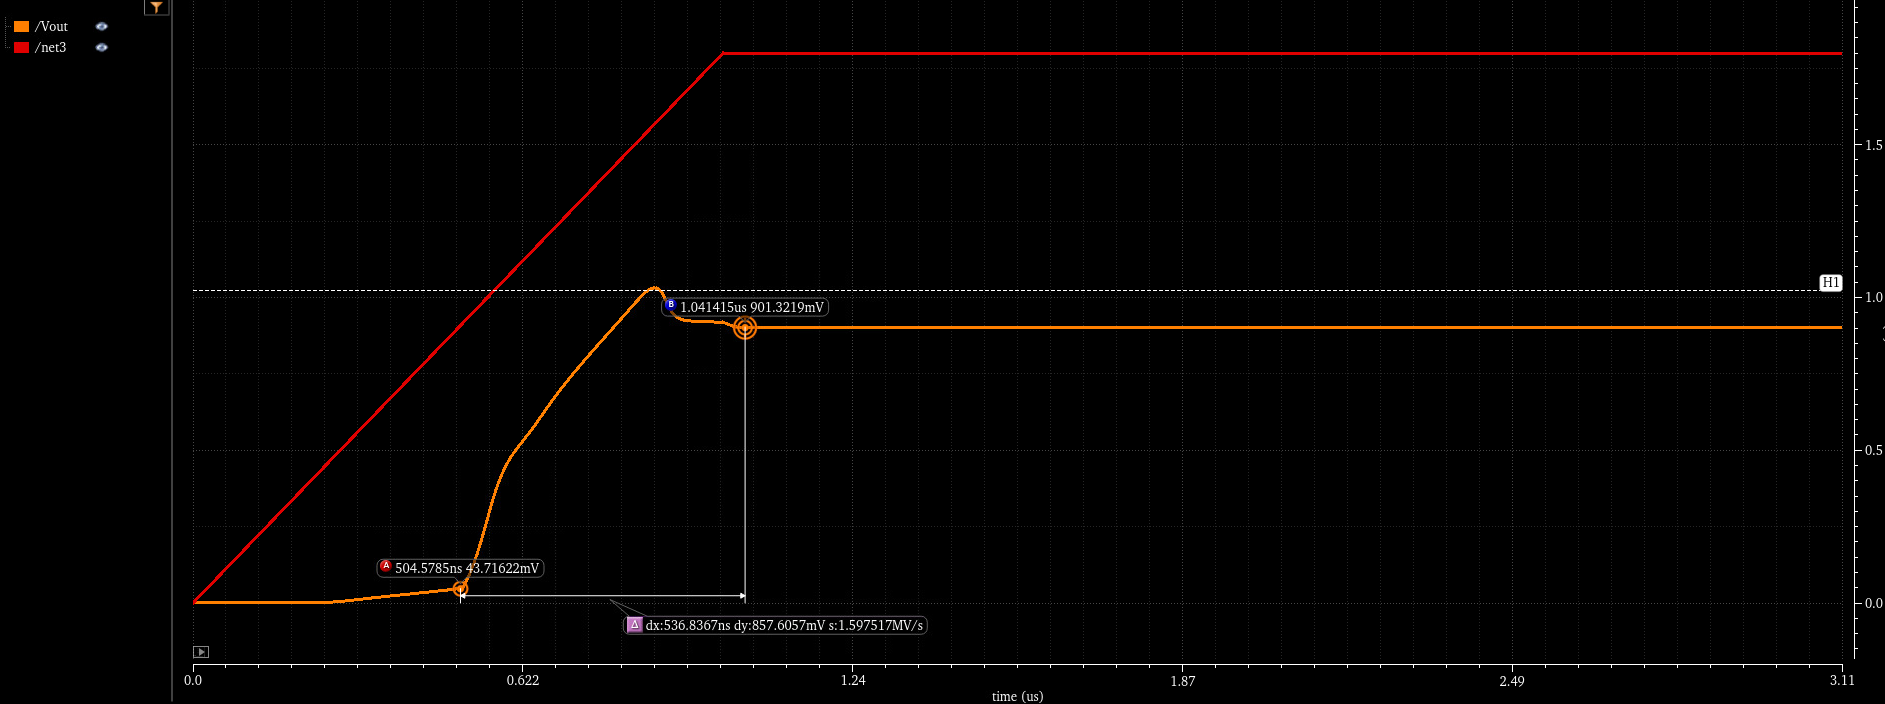 /Vout
/net3
1.5
H1
1.0
B 1.041415us 901.3219mV
0.5
A 504.5785ns 43.71622mV
0.0
Δ dx:536.8367ns dy:857.6057mV s:1.597517MV/s
0.0 0.622 1.24 1.87 2.49 3.11
time (us)